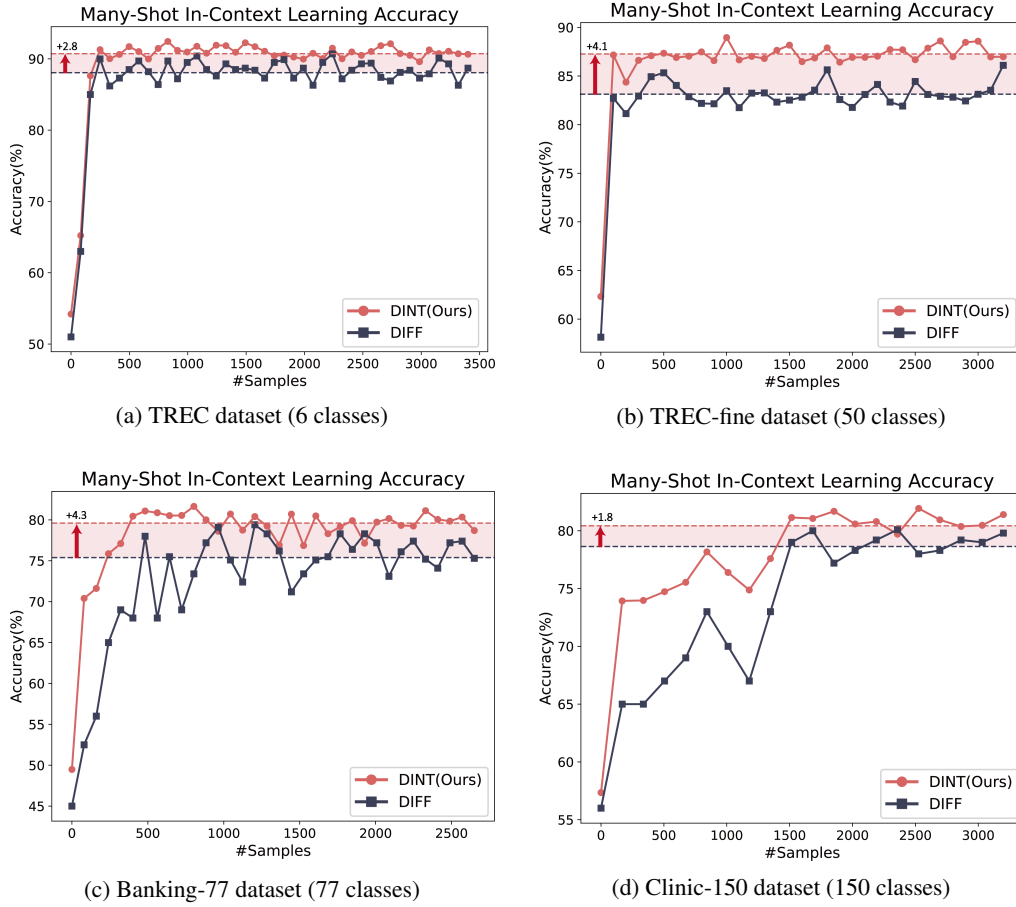 Many-Shot In-Context Learning Accuracy
+2.8
90
80
70
60
50
Accuracy(%)
DINT(Ours)
DIFF
0 500 1000 1500 2000 2500 3000 3500
#Samples
(a) TREC dataset (6 classes)
Many-Shot In-Context Learning Accuracy
90
+4.1
85
80
75
70
65
60
Accuracy(%)
DINT(Ours)
DIFF
0 500 1000 1500 2000 2500 3000
#Samples
(b) TREC-fine dataset (50 classes)
Many-Shot In-Context Learning Accuracy
+4.3
80
75
70
65
60
55
50
45
Accuracy(%)
DINT(Ours)
DIFF
0 500 1000 1500 2000 2500
#Samples
(c) Banking-77 dataset (77 classes)
Many-Shot In-Context Learning Accuracy
+1.8
80
75
70
65
60
55
Accuracy(%)
DINT(Ours)
DIFF
0 500 1000 1500 2000 2500 3000
#Samples
(d) Clinic-150 dataset (150 classes)